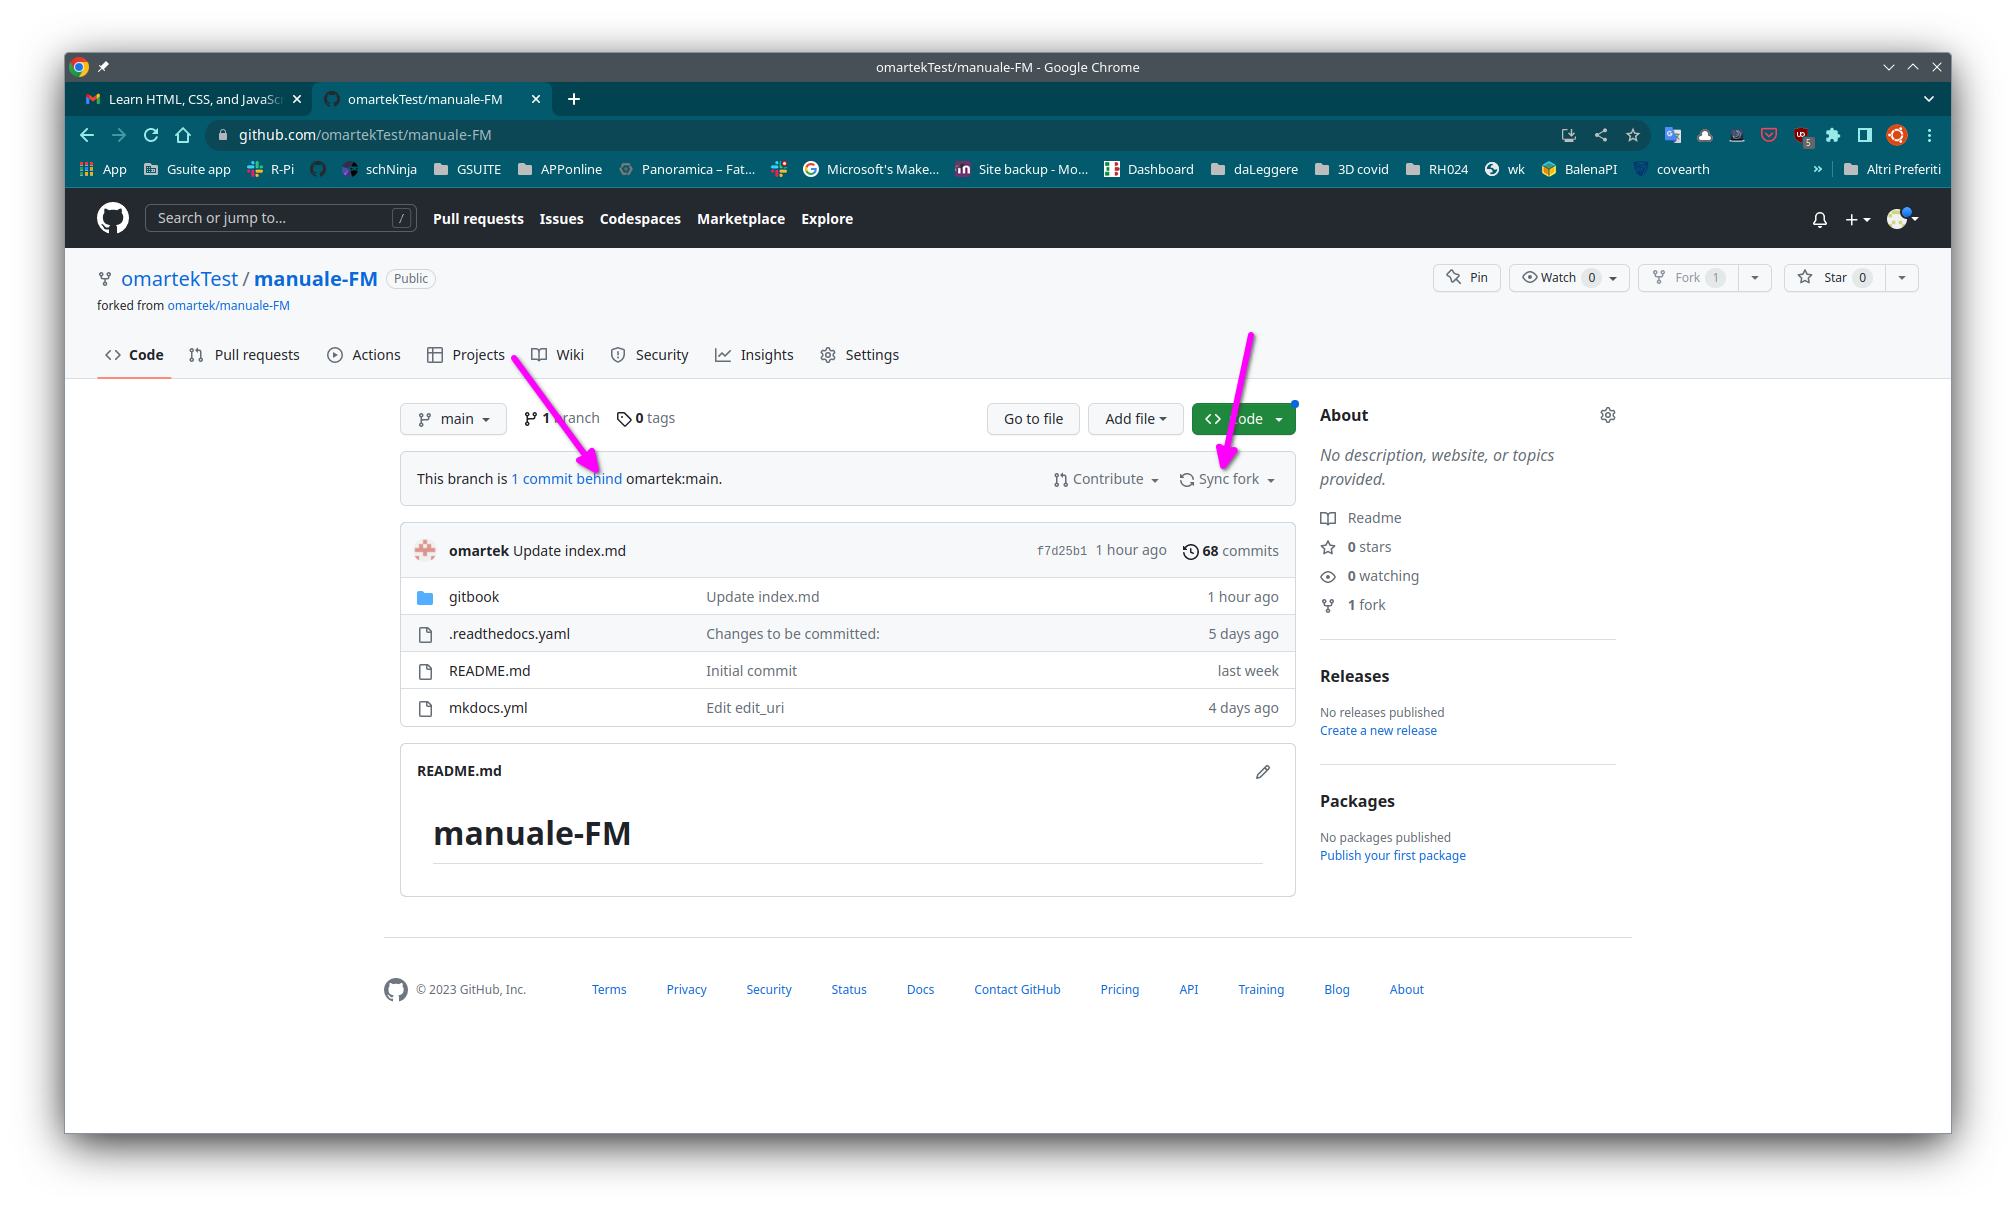 omartekTest/manuale-FM - Google Chrome
Learn HTML, CSS, and JavaSc
omartekTest/manuale-FM
github.com/omartekTest/manuale-FM
5
App Gsuite app R-Pi schNinja GSUITE APPonline Panoramica – Fat... Microsoft's Make... Site backup - Mo... Dashboard daLeggere 3D covid RH024 wk BalenaPI covearth » Altri Preferiti
Search or jump to... / Pull requests Issues Codespaces Marketplace Explore
omartekTest / manuale-FM Public Pin Watch 0 Fork 1 Star 0
forked from omartek/manuale-FM
Code Pull requests Actions Projects Wiki Security Insights Settings
main 1 branch 0 tags Go to file Add file Code
About
No description, website, or topics
provided.
This branch is 1 commit behind omartek:main. Contribute Sync fork
Readme
0 stars
0 watching
1 fork
omartek Update index.md f7d25b1 1 hour ago 68 commits
gitbook Update index.md 1 hour ago
.readthedocs.yaml Changes to be committed: 5 days ago
README.md Initial commit last week
mkdocs.yml Edit edit_uri 4 days ago
Releases
No releases published
Create a new release
README.md
manuale-FM
Packages
No packages published
Publish your first package
© 2023 GitHub, Inc. Terms Privacy Security Status Docs Contact GitHub Pricing API Training Blog About